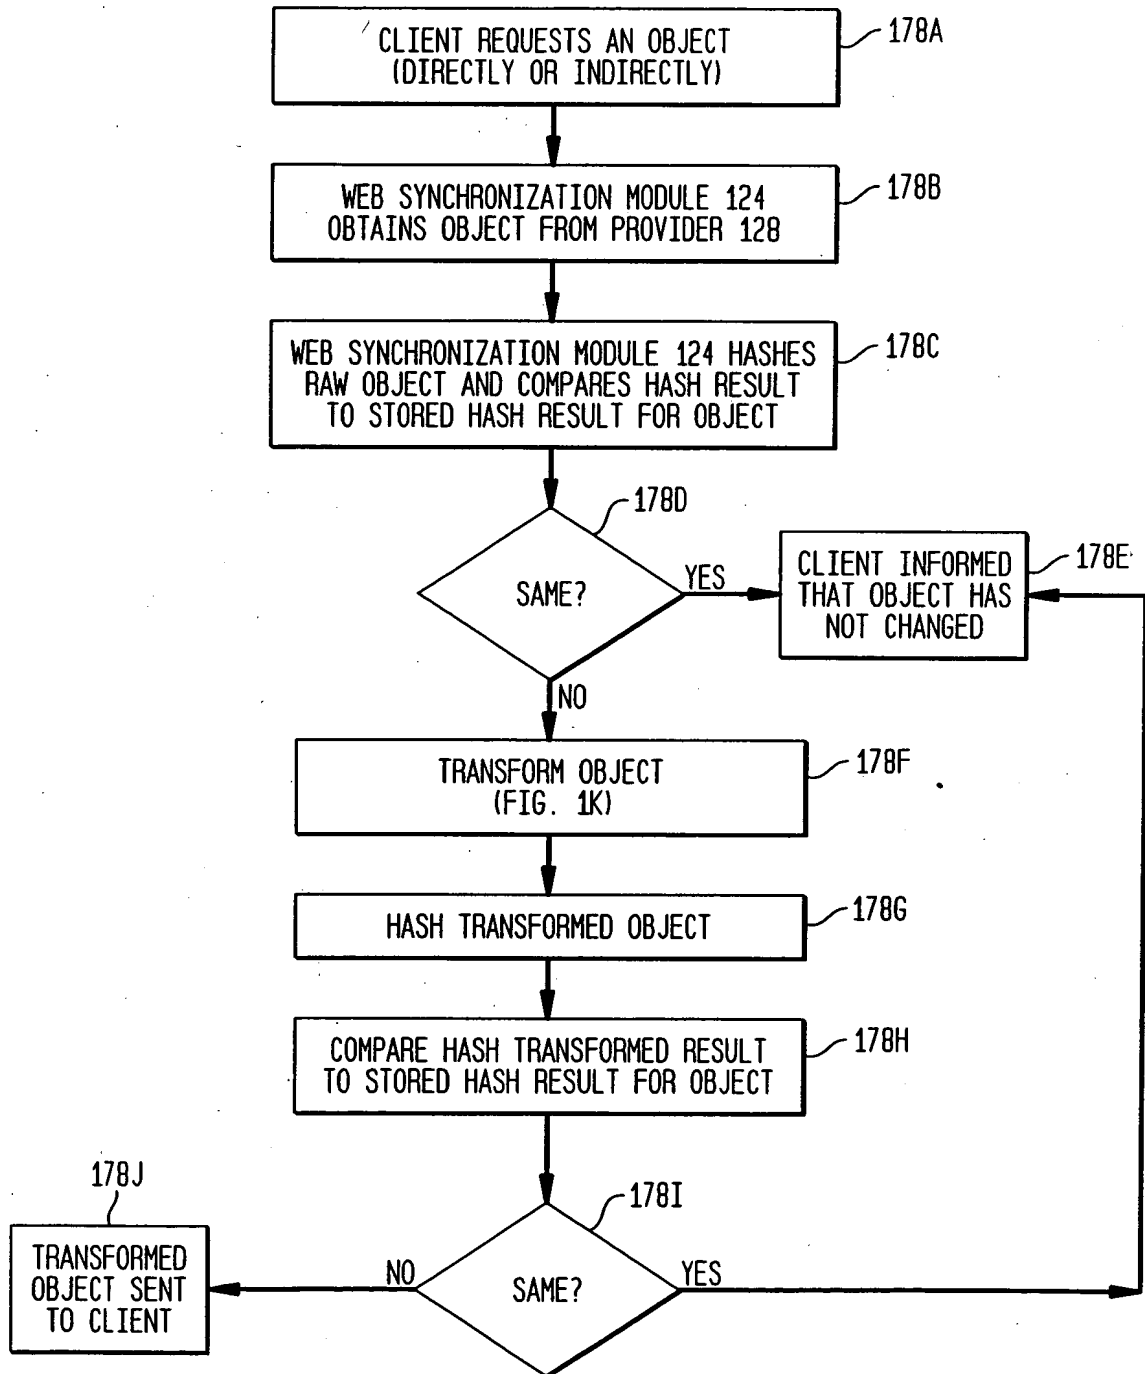 CLIENT REQUESTS AN OBJECT
(DIRECTLY OR INDIRECTLY)
178A
WEB SYNCHRONIZATION MODULE 124
OBTAINS OBJECT FROM PROVIDER 128
178B
WEB SYNCHRONIZATION MODULE 124 HASHES
RAW OBJECT AND COMPARES HASH RESULT
TO STORED HASH RESULT FOR OBJECT
178C
178D
SAME?
YES
CLIENT INFORMED
THAT OBJECT HAS
NOT CHANGED
178E
NO
TRANSFORM OBJECT
(FIG. 1K)
178F
HASH TRANSFORMED OBJECT
178G
COMPARE HASH TRANSFORMED RESULT
TO STORED HASH RESULT FOR OBJECT
178H
178I
SAME?
YES
NO
178J
TRANSFORMED
OBJECT SENT
TO CLIENT